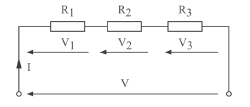 R₁ R₂ R₃
V₁ V₂ V₃
I
V